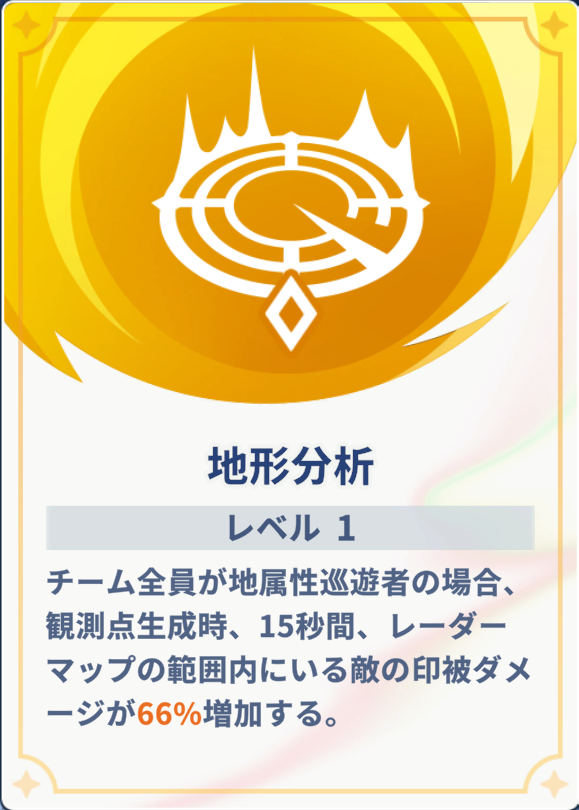 地形分析
レベル 1
チーム全員が地属性巡遊者の場合、
観測点生成時、15秒間、レーダー
マップの範囲内にいる敵の印被ダメ
ージが66%増加する。